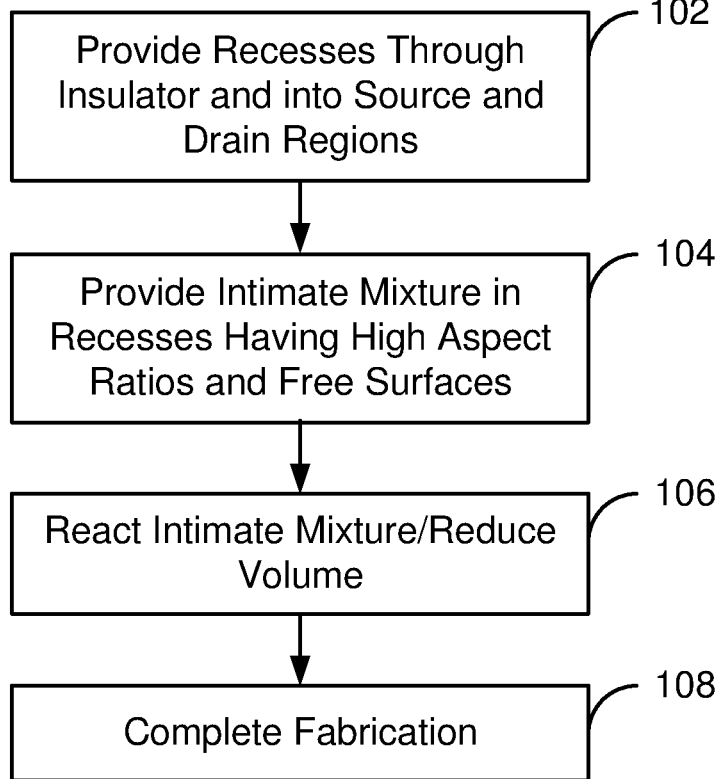 102
Provide Recesses Through
Insulator and into Source and
Drain Regions
104
Provide Intimate Mixture in
Recesses Having High Aspect
Ratios and Free Surfaces
106
React Intimate Mixture/Reduce
Volume
108
Complete Fabrication